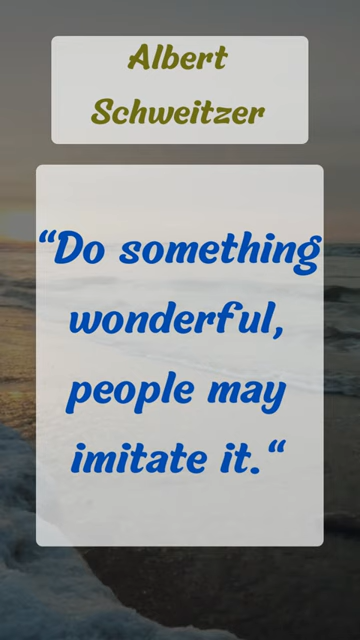 Albert
Schweitzer
“Do something
wonderful,
people may
imitate it.“